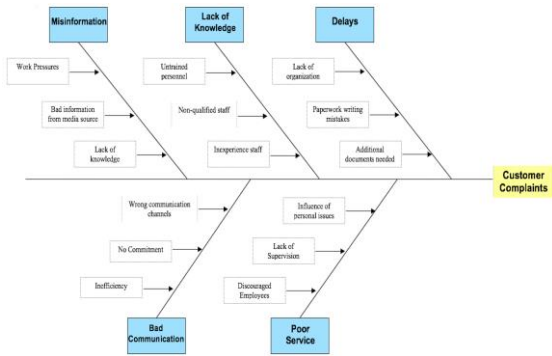 Misinformation
Lack of
Knowledge
Delays
Work Pressures
Untrained
personnel
Lack of
organization
Bad information
from media source
Non-qualified staff
Paperwork writing
mistakes
Lack of
knowledge
Inexperience staff
Additional
documents needed
Customer
Complaints
Wrong communication
channels
Influence of
personal issues
No Commitment
Lack of
Supervision
Inefficiency
Discouraged
Employees
Bad
Communication
Poor
Service